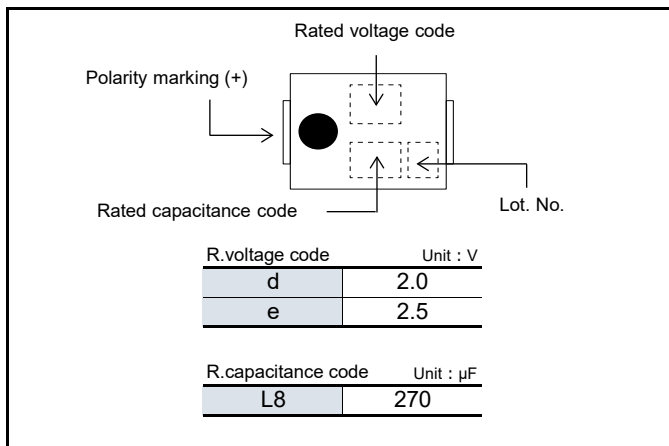 Rated voltage code
Polarity marking (+)
Rated capacitance code
Lot. No.
R.voltage code Unit : V
d 2.0
e 2.5
R.capacitance code Unit : μF
L8 270